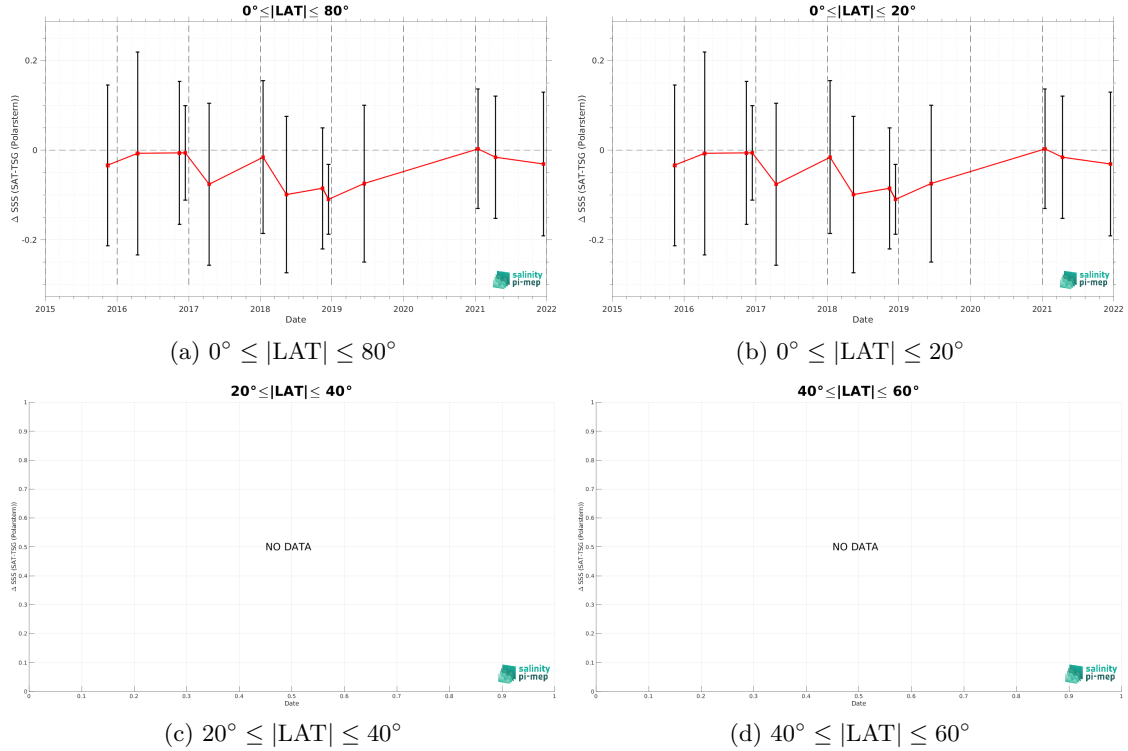 0°≤|LAT|≤ 80°
Δ SSS (SAT-TSG (Polarstern))
0.2
0
-0.2
2015 2016 2017 2018 2019 2020 2021 2022
Date
salinity
pi-mep
(a) 0° ≤ |LAT| ≤ 80°
0°≤|LAT|≤ 20°
Δ SSS (SAT-TSG (Polarstern))
0.2
0
-0.2
2015 2016 2017 2018 2019 2020 2021 2022
Date
salinity
pi-mep
(b) 0° ≤ |LAT| ≤ 20°
20°≤|LAT|≤ 40°
Δ SSS (SAT-TSG (Polarstern))
1
0.9
0.8
0.7
0.6
0.5
0.4
0.3
0.2
0.1
0
NO DATA
0 0.1 0.2 0.3 0.4 0.5 0.6 0.7 0.8 0.9 1
Date
salinity
pi-mep
(c) 20° ≤ |LAT| ≤ 40°
40°≤|LAT|≤ 60°
Δ SSS (SAT-TSG (Polarstern))
1
0.9
0.8
0.7
0.6
0.5
0.4
0.3
0.2
0.1
0
NO DATA
0 0.1 0.2 0.3 0.4 0.5 0.6 0.7 0.8 0.9 1
Date
salinity
pi-mep
(d) 40° ≤ |LAT| ≤ 60°